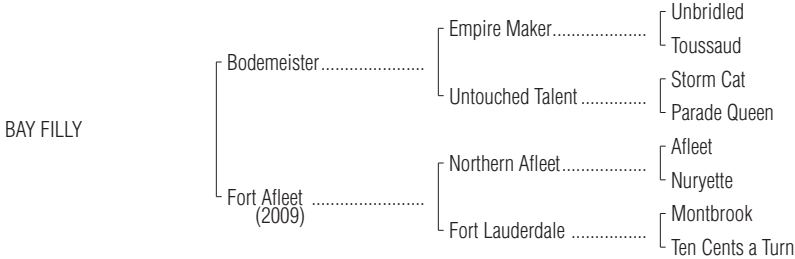 Unbridled
Empire Maker....................
Toussaud
Bodemeister......................
Storm Cat
Untouched Talent ..............
Parade Queen
BAY FILLY
Afleet
Northern Afleet..................
Nuryette
Fort Afleet ........................
(2009)
Montbrook
Fort Lauderdale ................
Ten Cents a Turn